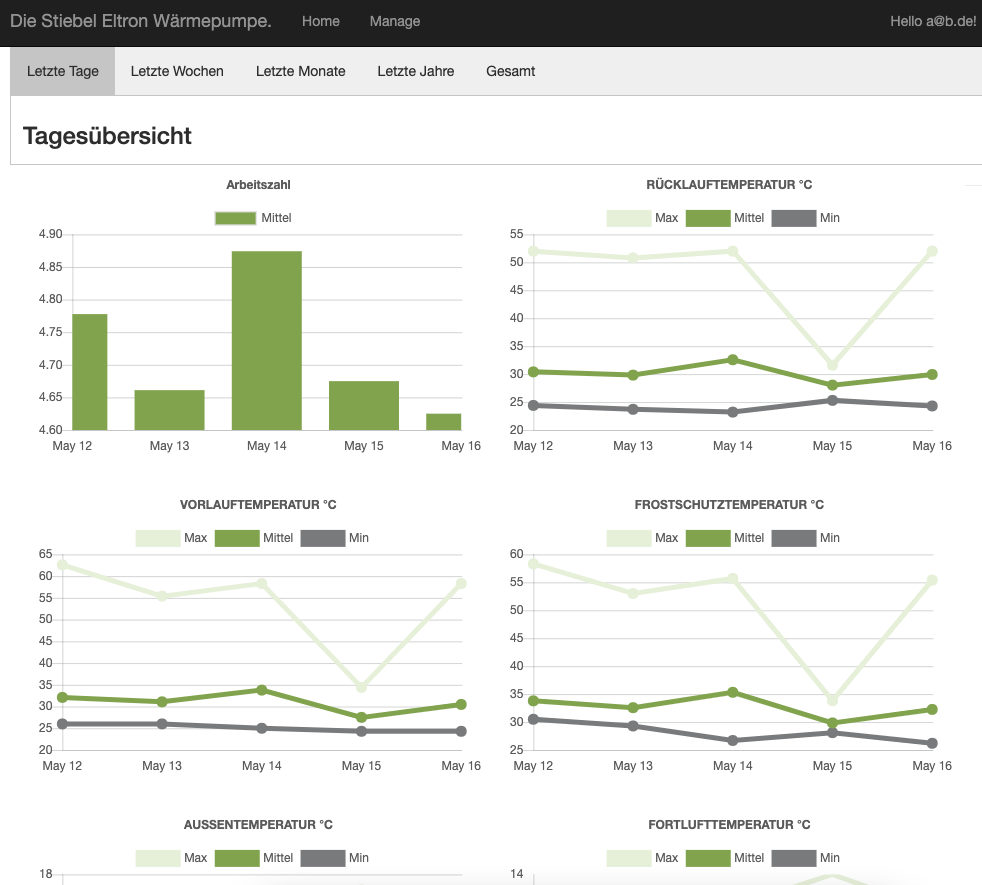 Die Stiebel Eltron Wärmepumpe. Home Manage Hello a@b.de!
Letzte Tage Letzte Wochen Letzte Monate Letzte Jahre Gesamt
Tagesübersicht
Arbeitszahl
Mittel
4.90
4.85
4.80
4.75
4.70
4.65
4.60
May 12 May 13 May 14 May 15 May 16
RÜCKLAUFTEMPERATUR °C
Max Mittel Min
55
50
45
40
35
30
25
20
May 12 May 13 May 14 May 15 May 16
VORLAUFTEMPERATUR °C
Max Mittel Min
65
60
55
50
45
40
35
30
25
20
May 12 May 13 May 14 May 15 May 16
FROSTSCHUTZTEMPERATUR °C
Max Mittel Min
60
55
50
45
40
35
30
25
May 12 May 13 May 14 May 15 May 16
AUSSENTEMPERATUR °C
Max Mittel Min
18
FORTLUFTTEMPERATUR °C
Max Mittel Min
14